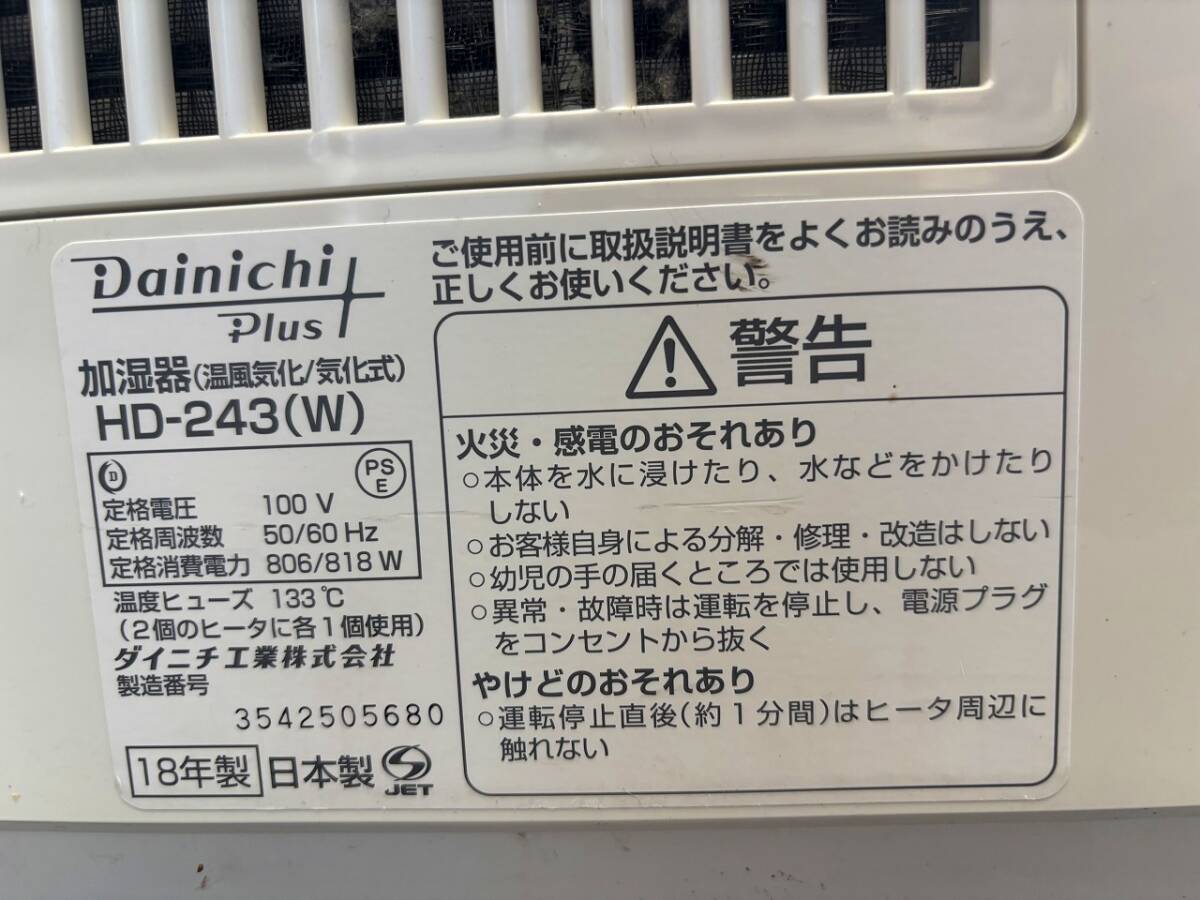 Dainichi
Plus
加湿器(温風気化/気化式)
HD-243(W)
PS
E
定格電圧 100 V
定格周波数 50/60 Hz
定格消費電力 806/818 W
温度ヒューズ 133℃
(2個のヒータに各1個使用)
ダイニチ工業株式会社
製造番号
3542505680
18年製 日本製 JET
ご使用前に取扱説明書をよくお読みのうえ、
正しくお使いください。
警告
火災・感電のおそれあり
○本体を水に浸けたり、水などをかけたり
しない
○お客様自身による分解・修理・改造はしない
○幼児の手の届くところでは使用しない
○異常・故障時は運転を停止し、電源プラグ
をコンセントから抜く
やけどのおそれあり
○運転停止直後(約1分間)はヒータ周辺に
触れない